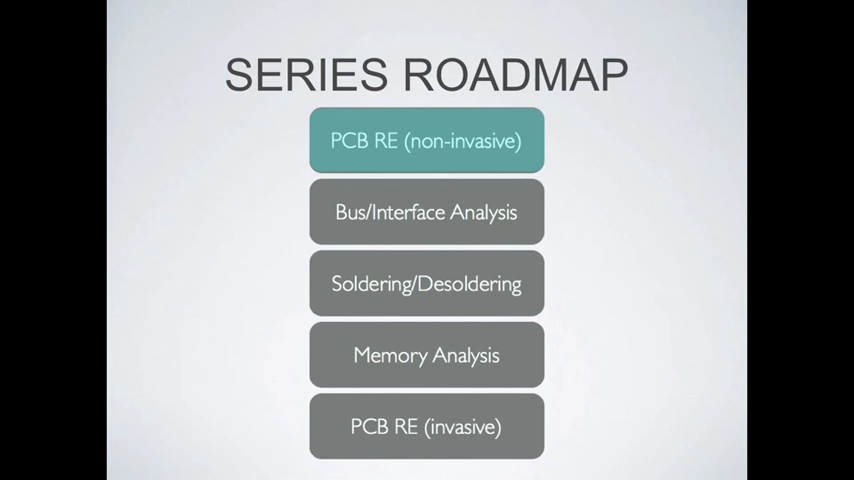 SERIES ROADMAP
PCB RE (non-invasive)
Bus/Interface Analysis
Soldering/Desoldering
Memory Analysis
PCB RE (invasive)